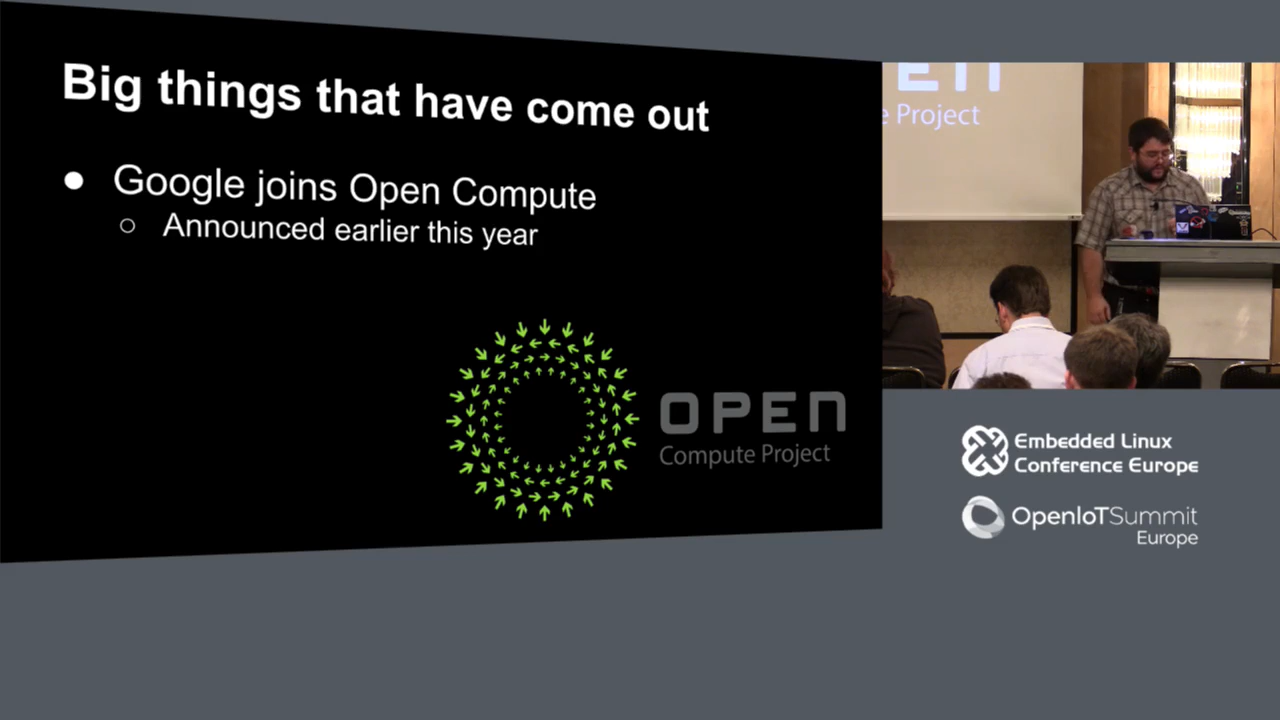 Big things that have come out
● Google joins Open Compute
○ Announced earlier this year
OPEN
Compute Project
Project
Embedded Linux
Conference Europe
OpenIoTSummit
Europe